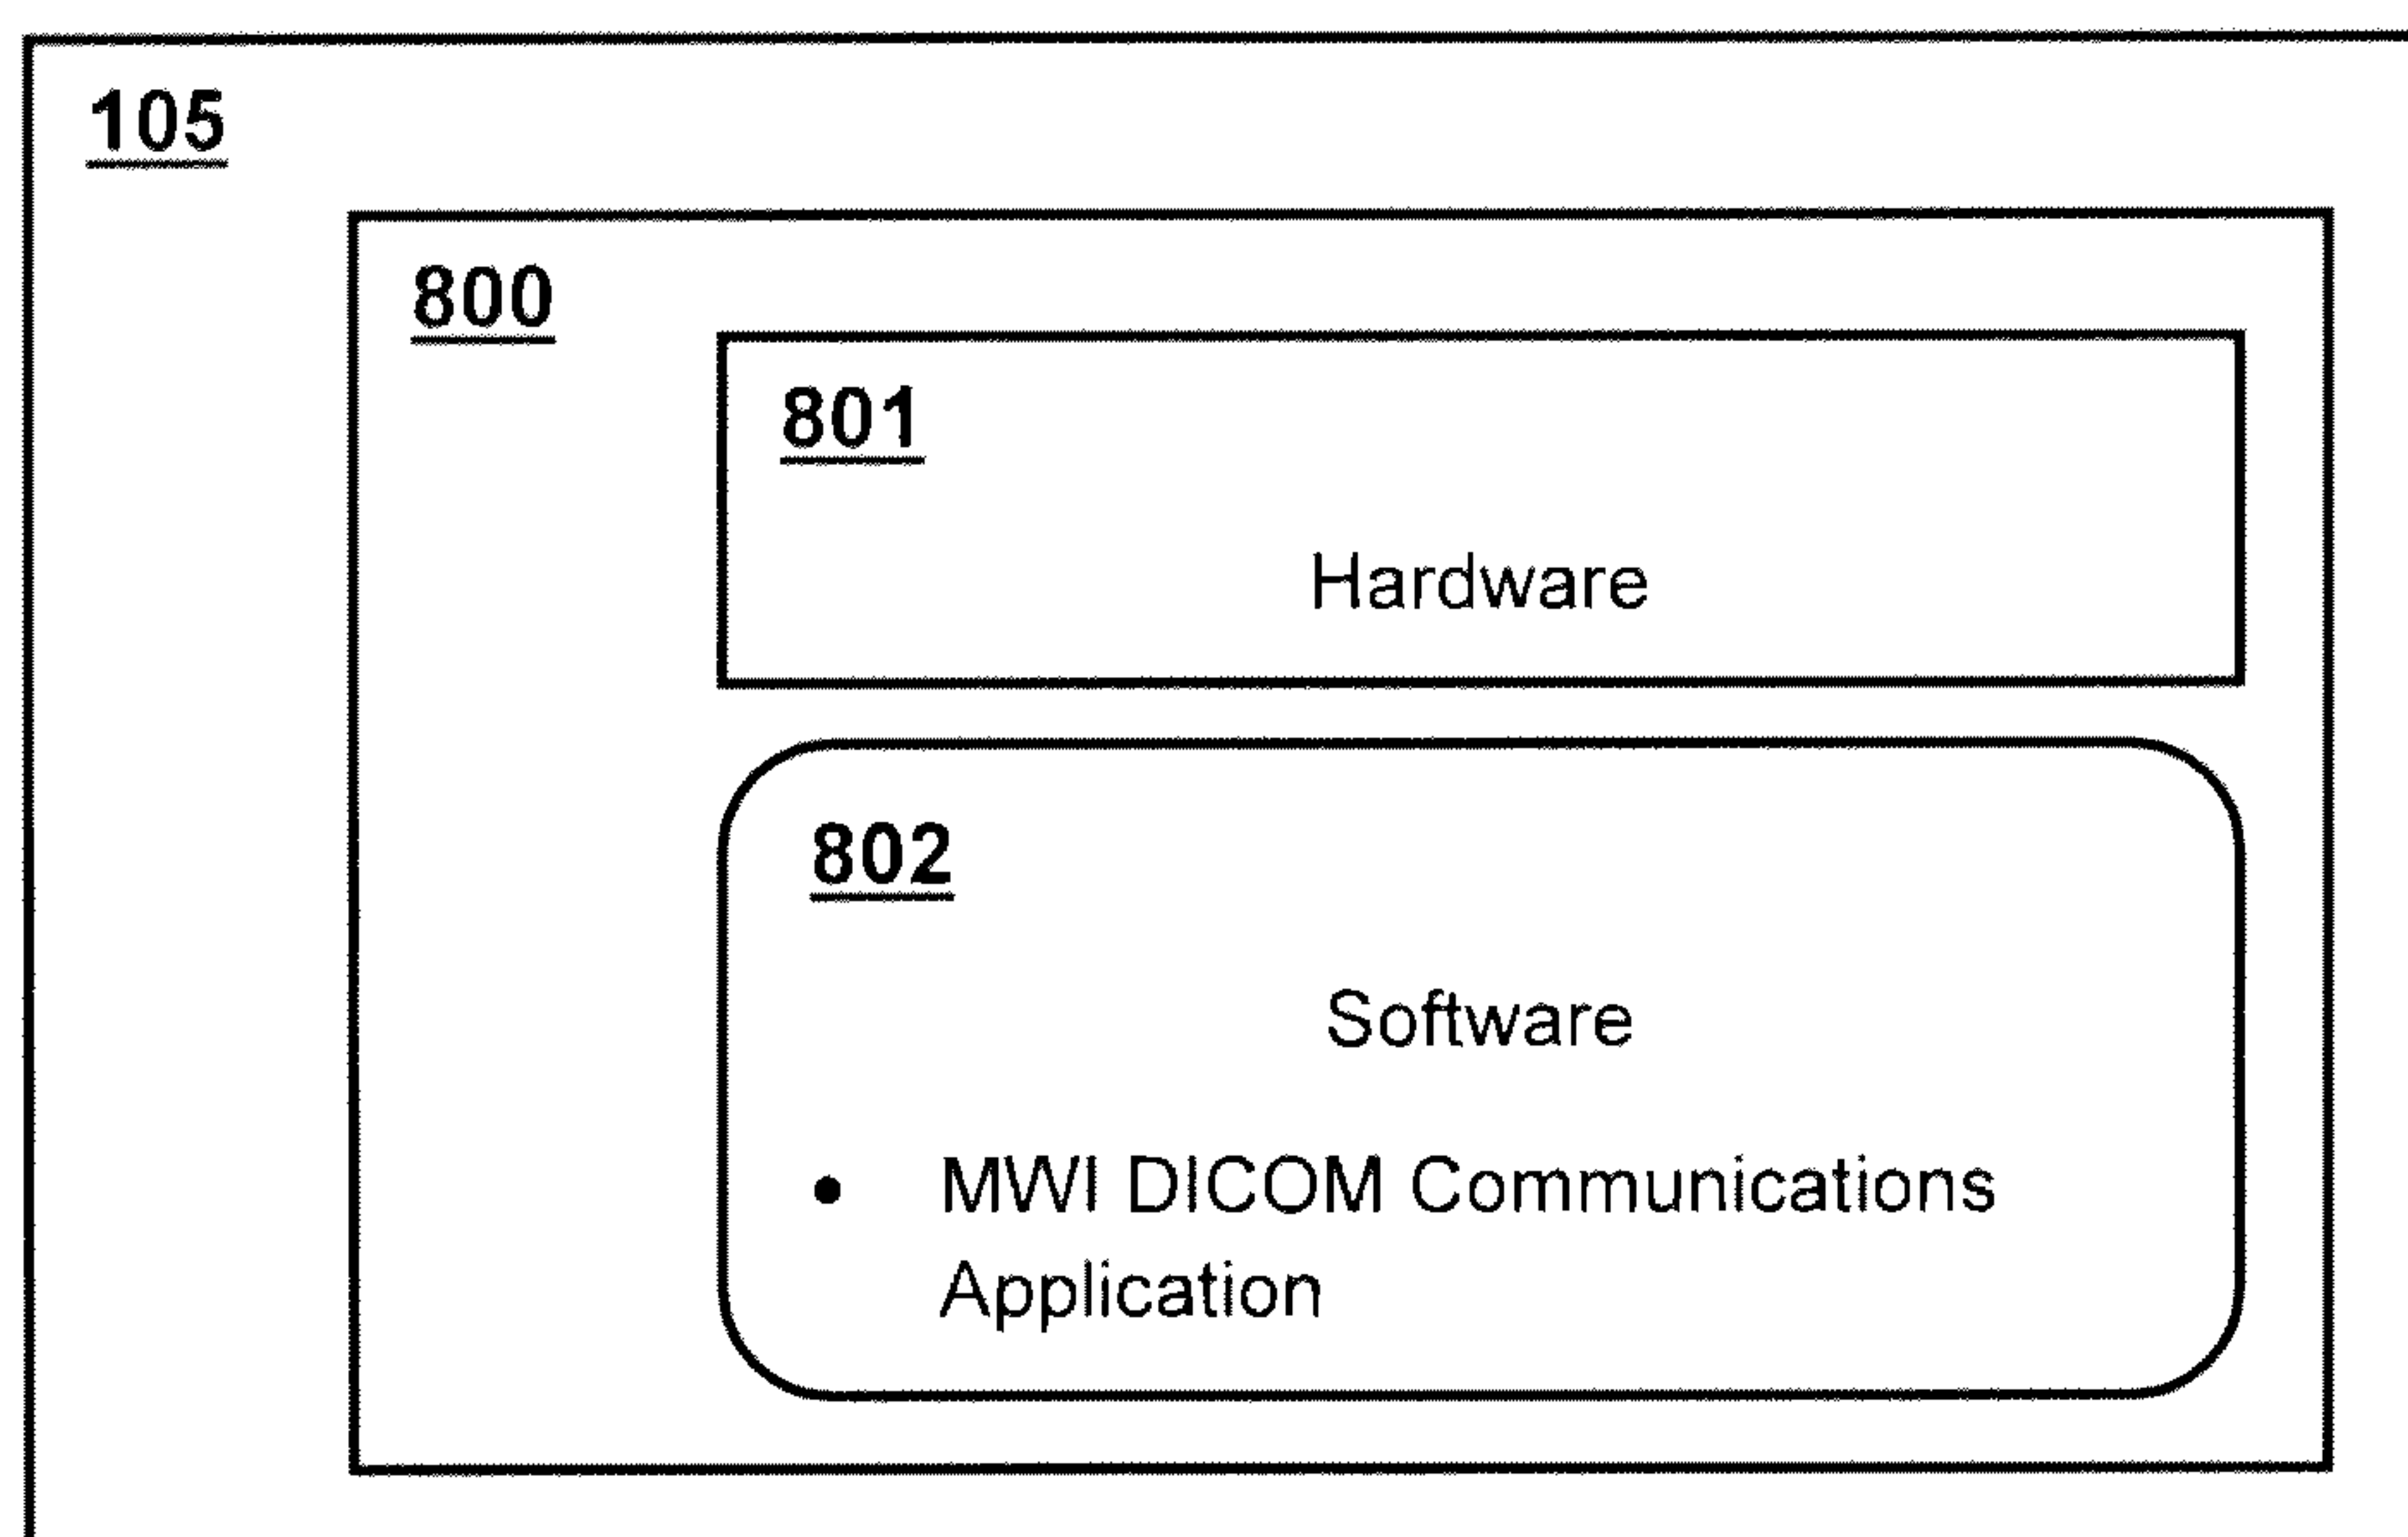 105
800
801
Hardware
802
Software
• MWI DICOM Communications
Application